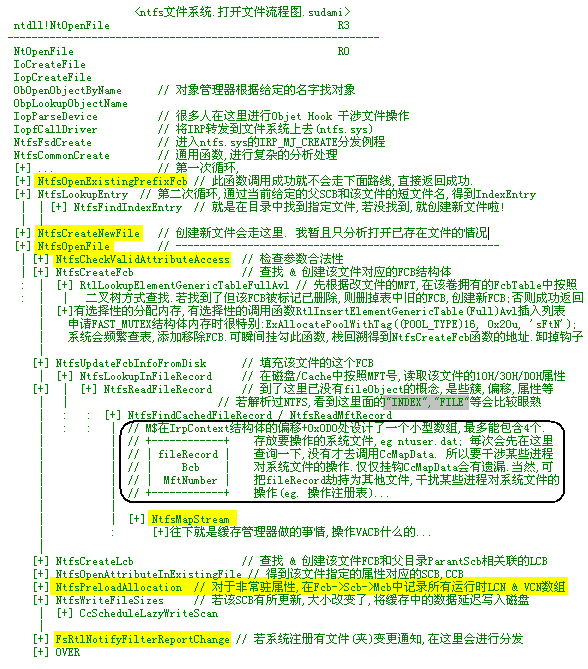 <ntfs文件系统.打开文件流程图.sudami>
ntdll!NtOpenFile R3
------------------------------------------------------------
NtOpenFile R0
IoCreateFile
IopCreateFile
ObOpenObjectByName // 对象管理器根据给定的名字找对象
ObpLookupObjectName
IopParseDevice // 很多人在这里进行Objet Hook 干涉文件操作
IopfCallDriver // 将IRP转发到文件系统上去(ntfs.sys)
NtfsFsdCreate // 进入ntfs.sys的IRP_MJ_CREATE分发例程
NtfsCommonCreate // 通用函数,进行复杂的分析处理
[+] ... // 第一次循环,
[+] NtfsOpenExistingPrefixFcb // 此函数调用成功就不会走下面路线,直接返回成功.
[+] NtfsLookupEntry // 第二次循环,通过当前给定的父SCB和该文件的短文件名,得到IndexEntry
| | [+] NtfsFindIndexEntry // 就是在目录中找到指定文件,若没找到,就创建新文件啦!
|
[+] NtfsCreateNewFile // 创建新文件会走这里. 我暂且只分析打开已存在文件的情况
[+] NtfsOpenFile // -------------------------------------------
| [+] NtfsCheckValidAttributeAccess // 检查参数合法性
| [+] NtfsCreateFcb // 查找 & 创建该文件对应的FCB结构体
: | [+] RtlLookupElementGenericTableFullAvl // 先根据改文件的MFT,在该卷拥有的FcbTable中按照
: | 二叉树方式查找.若找到了但该FCB被标记已删除,则删掉表中旧的FCB,创建新FCB;否则成功返回
: [+]有选择性的分配内存,有选择性的调用函数RtlInsertElementGenericTable(Full)Avl插入列表
申请FAST_MUTEX结构体内存时很特别:ExAllocatePoolWithTag((POOL_TYPE)16, 0x20u, 'sFtN');
系统会频繁查表,添加移除FCB.可瞬间挂勾此函数,栈回溯得到NtfsCreateFcb函数的地址.卸掉钩子
|
| [+] NtfsUpdateFcbInfoFromDisk // 填充该文件的这个FCB
| | [+] NtfsLookupInFileRecord // 在磁盘/Cache中按照MFT号,读取该文件的10H/30H/D0H属性
| [+] | [+] NtfsReadFileRecord // 到了这里已没有fileObject的概念,是些簇,偏移,属性等
| | | // 若解析过NTFS,看到这里面的"INDEX","FILE"等会比较眼熟
| : : [+] NtfsFindCachedFileRecord / NtfsReadMftRecord
// M$在IrpContext结构体的偏移+0xOD0处设计了一个小型数组,最多能包含4个.
// +------------+ 存放要操作的系统文件,eg ntuser.dat; 每次会先在这里
// | fileRecord | 查询一下,没有才去调用CcMapData. 所以要干涉某些进程
// | Bcb | 对系统文件的操作.仅仅挂钩CcMapData会有遗漏.当然,可
// | MftNumber | 把fileRecord劫持为其他文件,干扰某些进程对系统文件的
// +------------+ 操作(eg. 操作注册表)...
|
| [+] NtfsMapStream
| : [+]往下就是缓存管理器做的事情,操作VACB什么的...
|
[+] NtfsCreateLcb // 查找 & 创建该文件FCB和父目录ParantScb相关联的LCB
[+] NtfsOpenAttributeInExistingFile // 得到该文件指定的属性对应的SCB,CCB
[+] NtfsPreloadAllocation // 对于非常驻属性,在Fcb->Scb->Mcb中记录所有运行时LCN & VCN数组
[+] NtfsWriteFileSizes // 若该SCB有所更新,大小改变了,将缓存中的数据延迟写入磁盘
| [+] CcScheduleLazyWriteScan
|
[+] FsRtlNotifyFilterReportChange // 若系统注册有文件(夹)变更通知,在这里会进行分发
[+] OVER